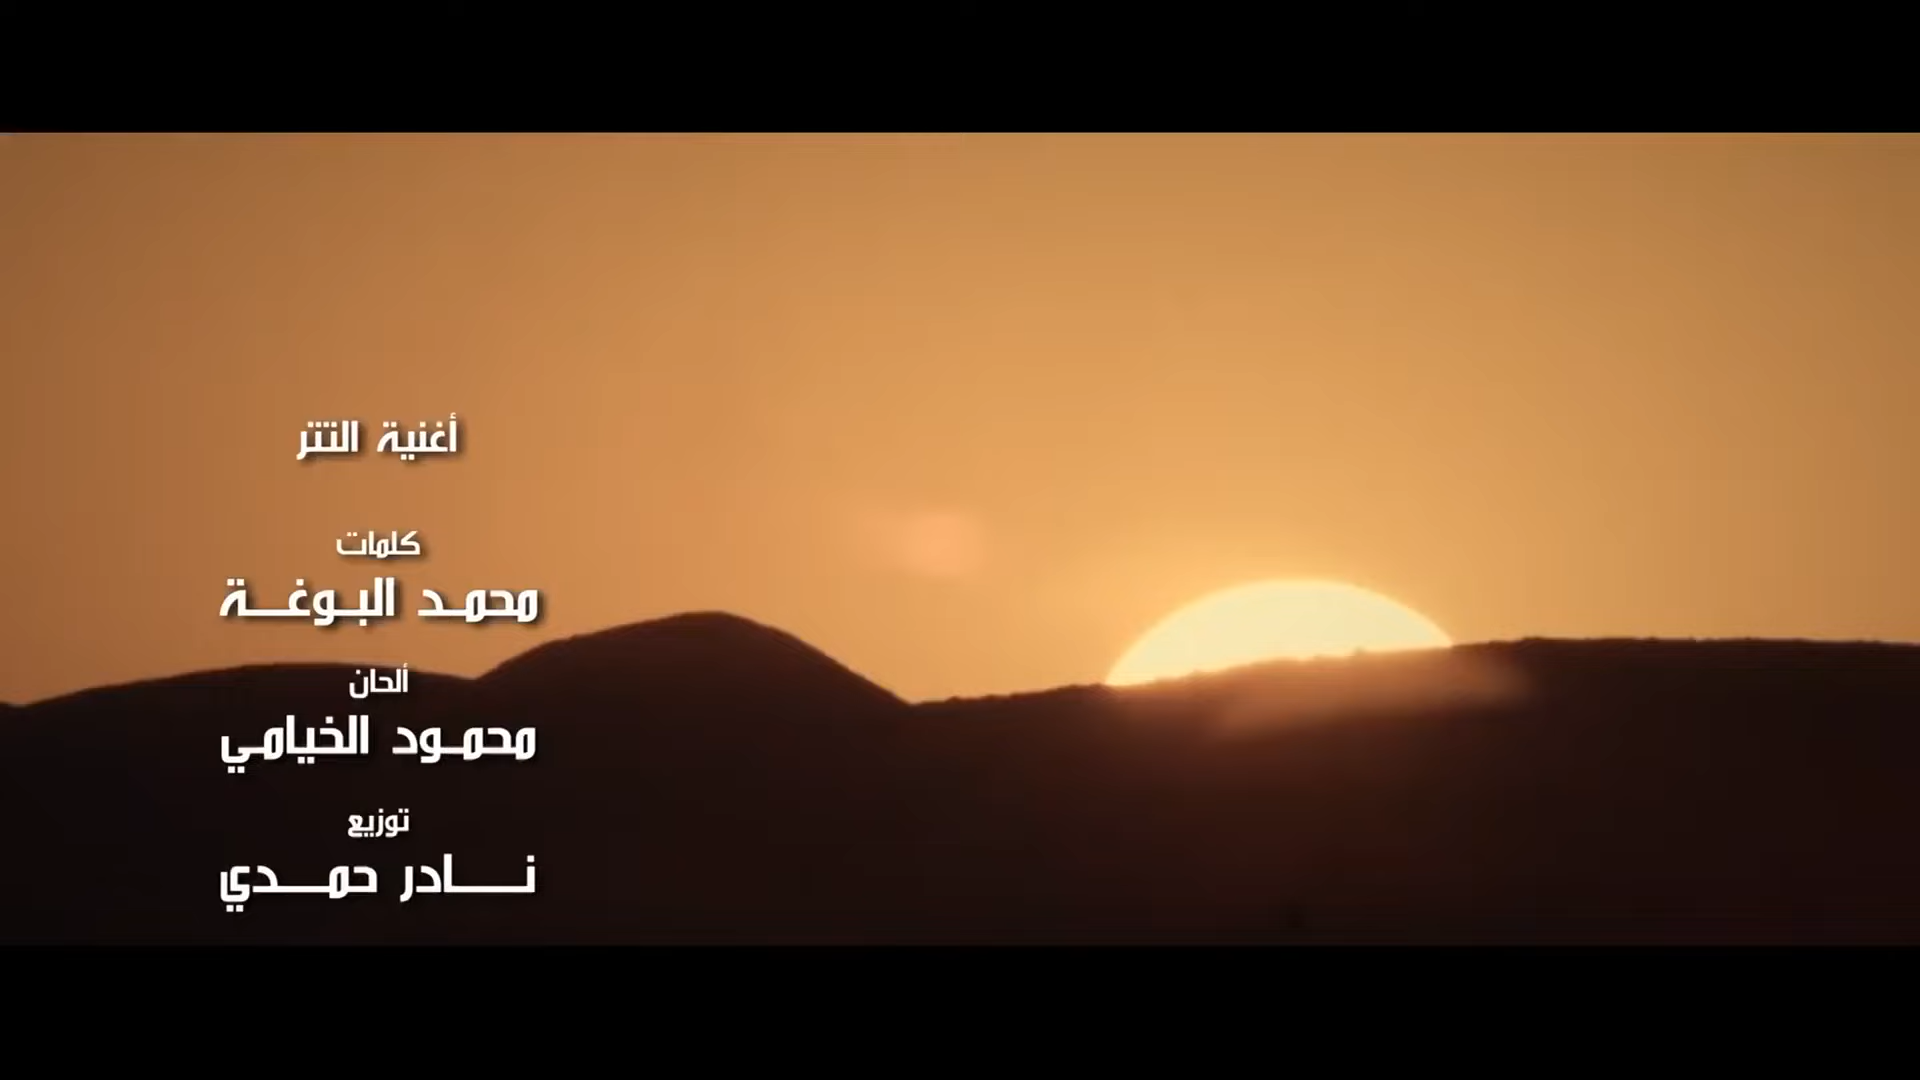 أغنية التتر
كلمات
محمد البوغة
ألحان
محمود الخيامي
توزيع
نادر حمدي